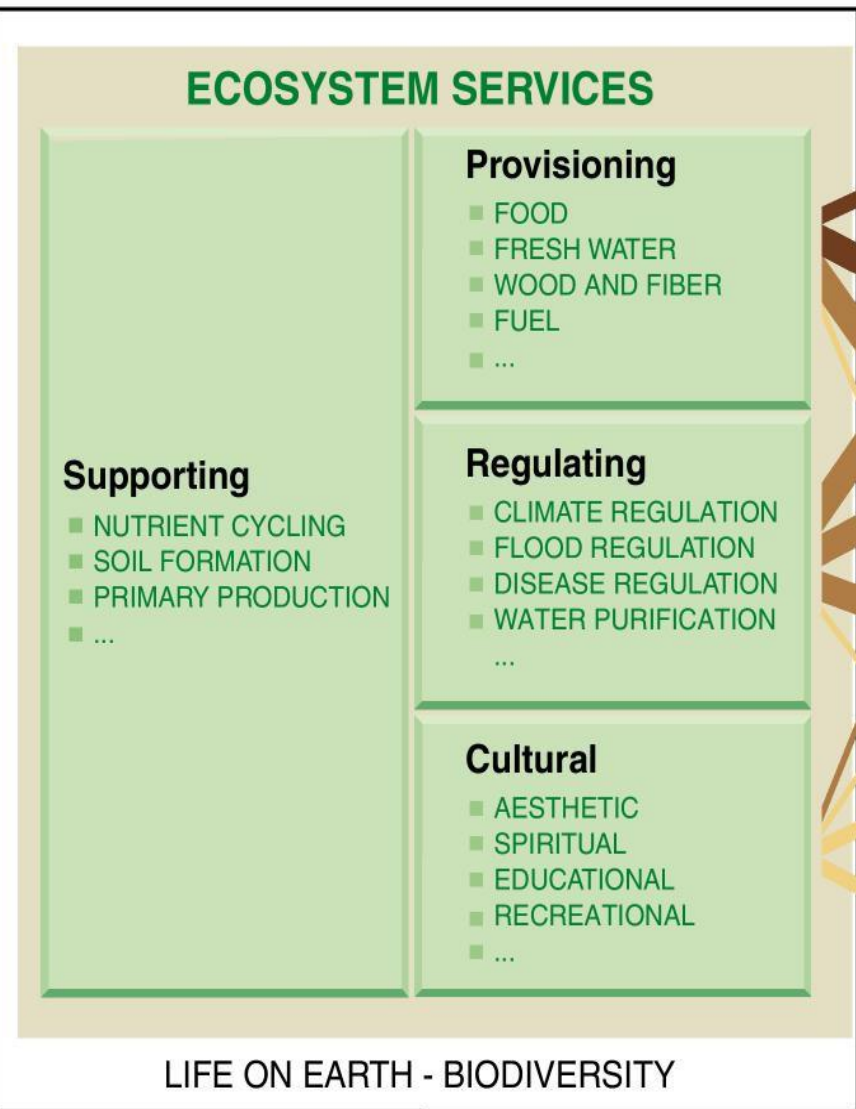 ECOSYSTEM SERVICES
Supporting
NUTRIENT CYCLING
SOIL FORMATION
PRIMARY PRODUCTION
...
Provisioning
FOOD
FRESH WATER
WOOD AND FIBER
FUEL
...
Regulating
CLIMATE REGULATION
FLOOD REGULATION
DISEASE REGULATION
WATER PURIFICATION
...
Cultural
AESTHETIC
SPIRITUAL
EDUCATIONAL
RECREATIONAL
...
LIFE ON EARTH - BIODIVERSITY